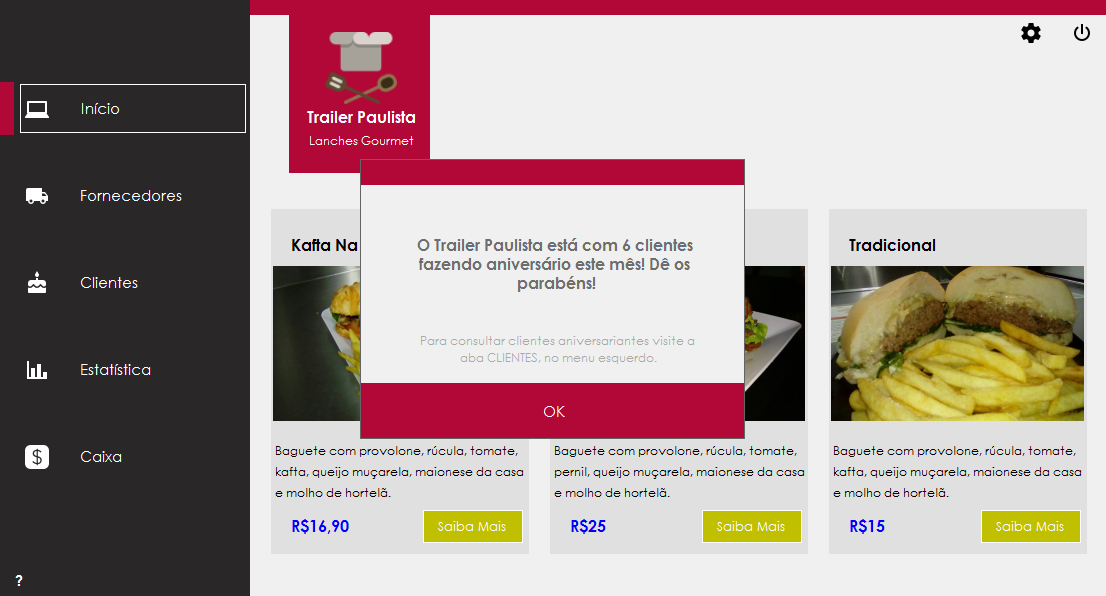 Início
Fornecedores
Clientes
Estatística
$
Caixa
?
Trailer Paulista
Lanches Gourmet
O Trailer Paulista está com 6 clientes
fazendo aniversário este mês! Dê os
parabéns!
Para consultar clientes aniversariantes visite a
aba CLIENTES, no menu esquerdo.
OK
Kafta Na
Baguete com provolone, rúcula, tomate,
kafta, queijo muçarela, maionese da casa
e molho de hortelã.
R$16,90
Saiba Mais
Baguete com provolone, rúcula, tomate,
pernil, queijo muçarela, maionese da casa
e molho de hortelã.
R$25
Saiba Mais
Tradicional
Baguete com provolone, rúcula, tomate,
kafta, queijo muçarela, maionese da casa
e molho de hortelã.
R$15
Saiba Mais